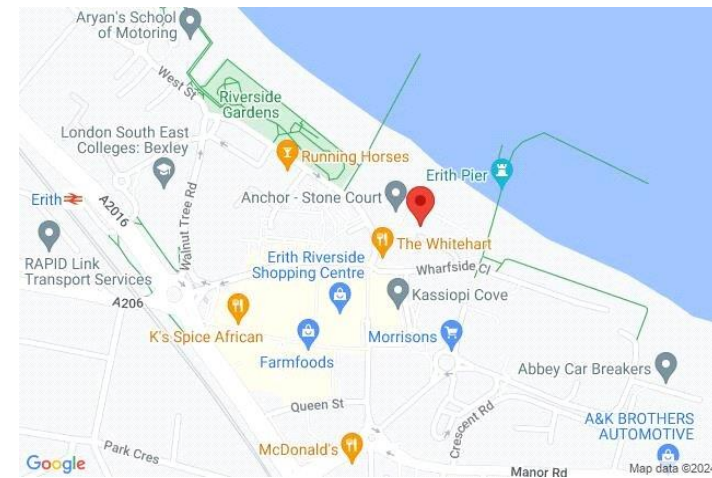 Aryan's School
of Motoring
West St
Riverside
Gardens
London South East
Colleges: Bexley
Running Horses
Erith Pier
Anchor - Stone Court
Erith
A2016
Walnut Tree Rd
The Whitehart
RAPID Link
Transport Services
Erith Riverside
Shopping Centre
Wharfside Cl
Kassiopi Cove
A206
K's Spice African
Morrisons
Farmfoods
Abbey Car Breakers
Queen St
Crescent Rd
A&K BROTHERS
AUTOMOTIVE
McDonald's
Park Cres
Google
Manor Rd
Map data ©2024